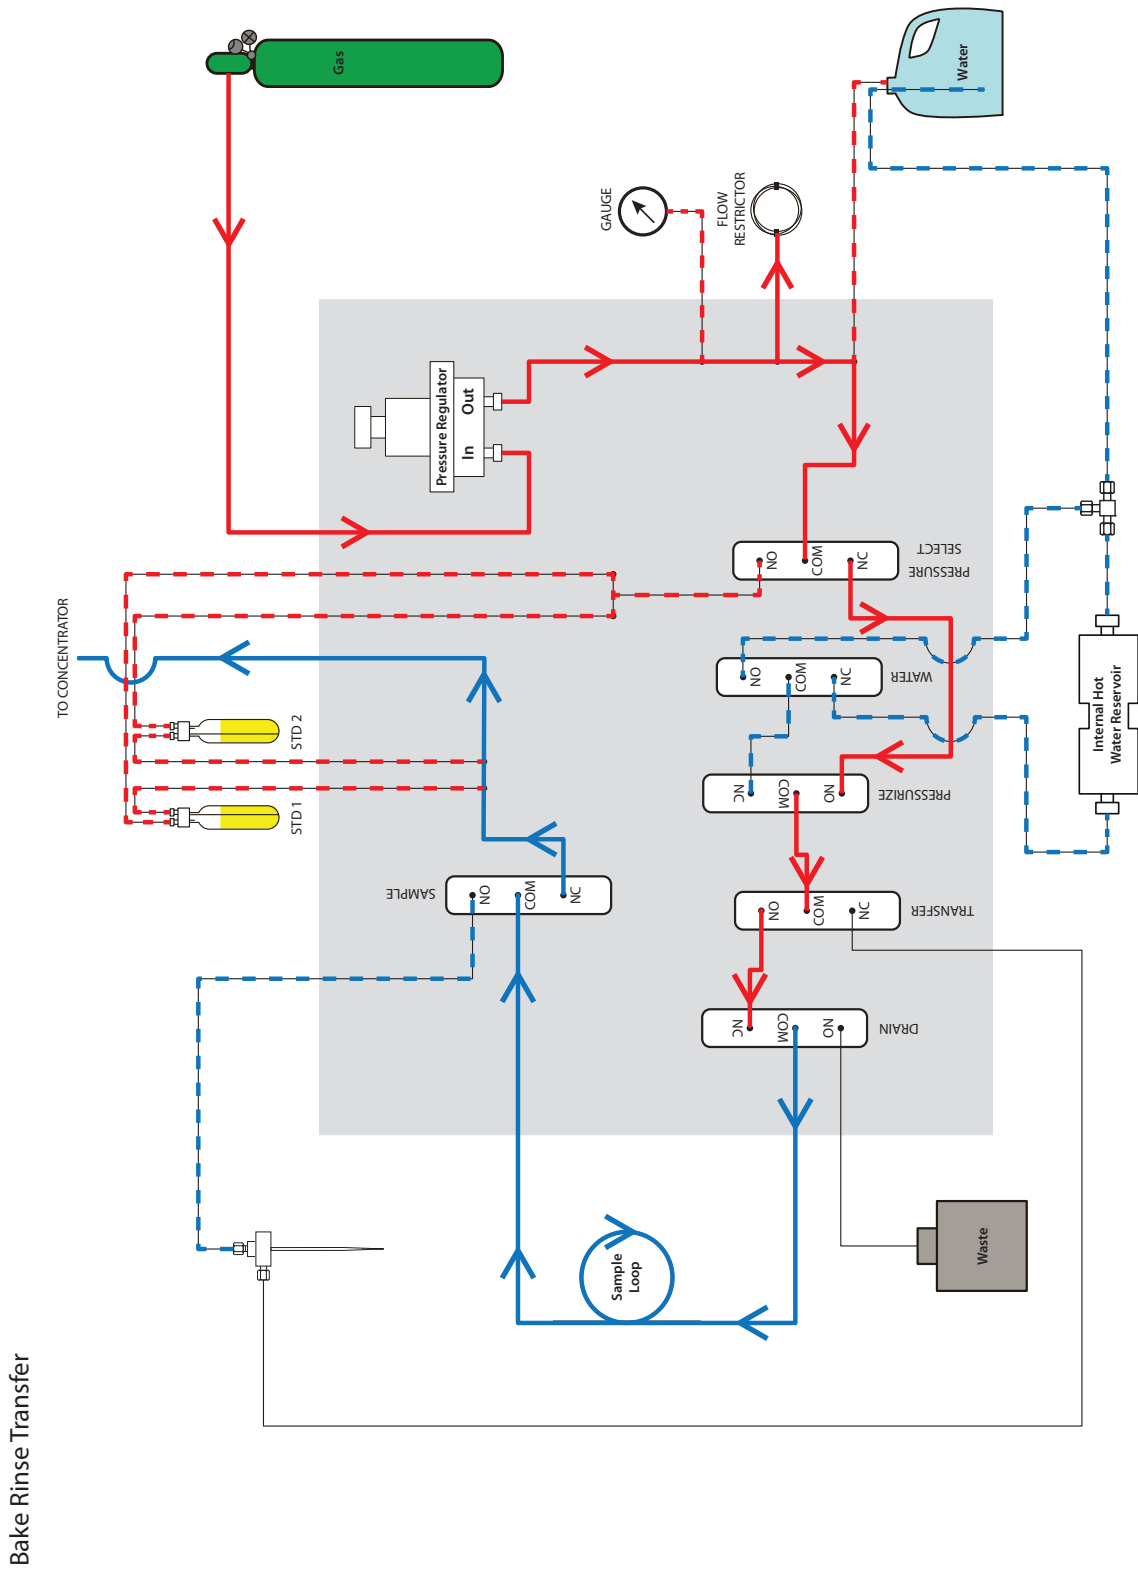 Bake Rinse Transfer
Gas
Water
GAUGE
FLOW
RESTRICTOR
Pressure Regulator
In
Out
TO CONCENTRATOR
STD 2
STD 1
PRESSURE
SELECT
NO
COM
NC
WATER
NO
COM
NC
PRESSURIZE
NC
COM
NO
SAMPLE
NO
COM
NC
TRANSFER
NO
COM
NC
DRAIN
NC
COM
NO
Internal Hot
Water Reservoir
Sample
Loop
Waste